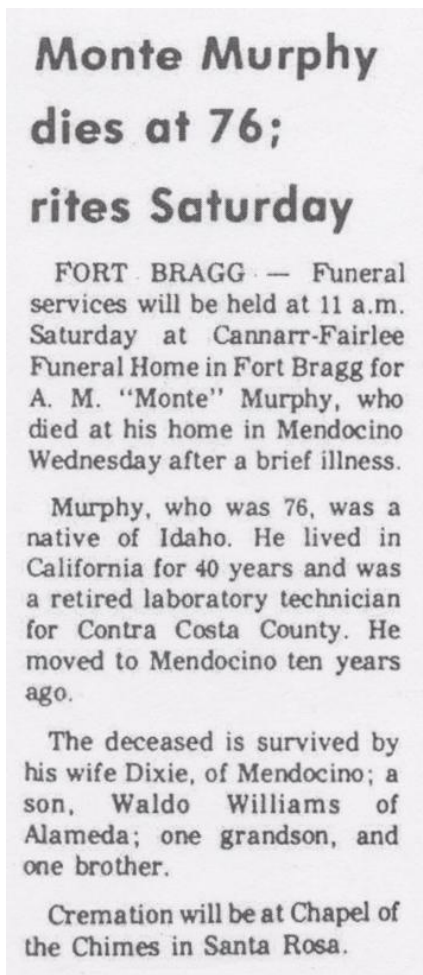 Monte Murphy
dies at 76;
rites Saturday
FORT BRAGG — Funeral
services will be held at 11 a.m.
Saturday at Cannarr-Fairlee
Funeral Home in Fort Bragg for
A. M. "Monte" Murphy, who
died at his home in Mendocino
Wednesday after a brief illness.
Murphy, who was 76, was a
native of Idaho. He lived in
California for 40 years and was
a retired laboratory technician
for Contra Costa County. He
moved to Mendocino ten years
ago.
The deceased is survived by
his wife Dixie, of Mendocino; a
son, Waldo Williams of
Alameda; one grandson, and
one brother.
Cremation will be at Chapel of
the Chimes in Santa Rosa.